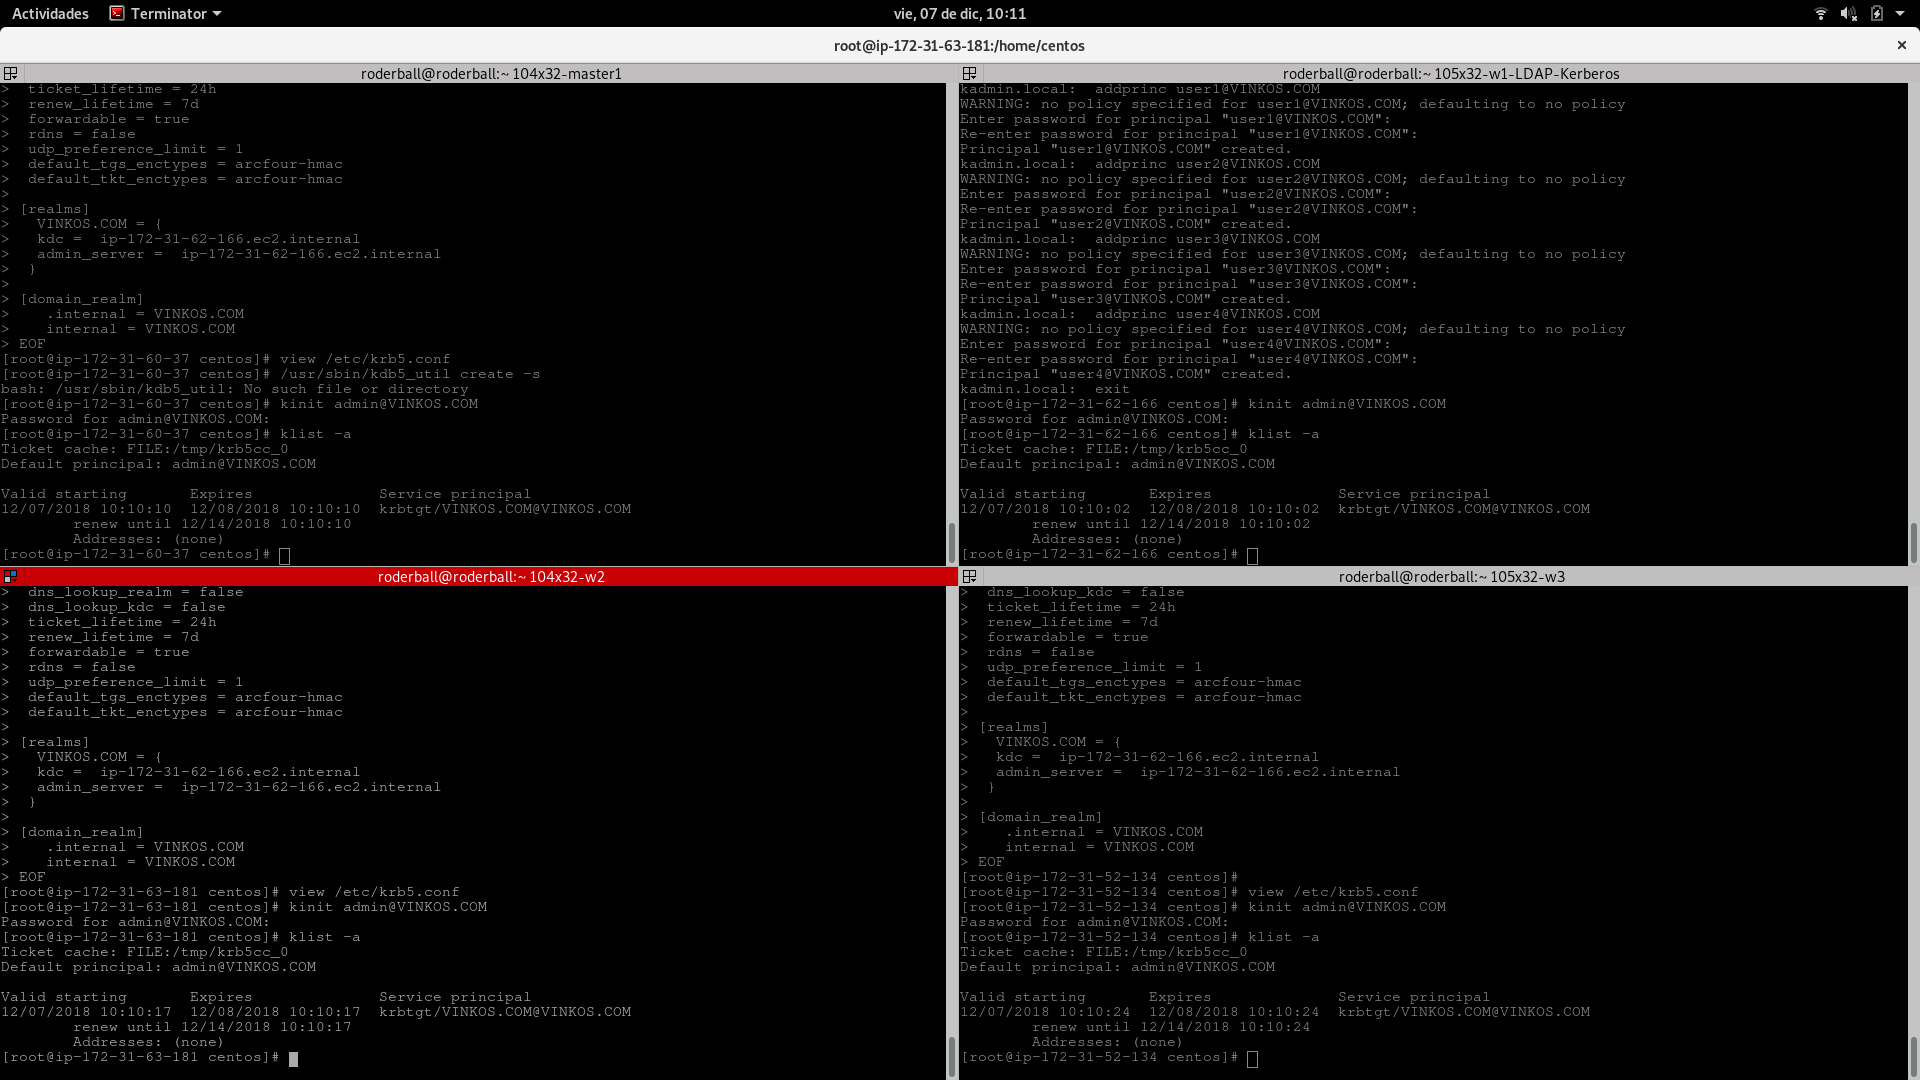 Actividades
Terminator
vie, 07 de dic, 10:11
root@ip-172-31-63-181:/home/centos
roderball@roderball:~ 104x32-master1
>  ticket_lifetime = 24h
>  renew_lifetime = 7d
>  forwardable = true
>  rdns = false
>  udp_preference_limit = 1
>  default_tgs_enctypes = arcfour-hmac
>  default_tkt_enctypes = arcfour-hmac
>
> [realms]
>   VINKOS.COM = {
>   kdc =  ip-172-31-62-166.ec2.internal
>   admin_server =  ip-172-31-62-166.ec2.internal
>  }
>
> [domain_realm]
>    .internal = VINKOS.COM
>    internal = VINKOS.COM
> EOF
[root@ip-172-31-60-37 centos]# view /etc/krb5.conf
[root@ip-172-31-60-37 centos]# /usr/sbin/kdb5_util create -s
bash: /usr/sbin/kdb5_util: No such file or directory
[root@ip-172-31-60-37 centos]# kinit admin@VINKOS.COM
Password for admin@VINKOS.COM:
[root@ip-172-31-60-37 centos]# klist -a
Ticket cache: FILE:/tmp/krb5cc_0
Default principal: admin@VINKOS.COM

Valid starting       Expires              Service principal
12/07/2018 10:10:10  12/08/2018 10:10:10  krbtgt/VINKOS.COM@VINKOS.COM
        renew until 12/14/2018 10:10:10
        Addresses: (none)
[root@ip-172-31-60-37 centos]#
roderball@roderball:~ 105x32-w1-LDAP-Kerberos
kadmin.local:  addprinc user1@VINKOS.COM
WARNING: no policy specified for user1@VINKOS.COM; defaulting to no policy
Enter password for principal "user1@VINKOS.COM":
Re-enter password for principal "user1@VINKOS.COM":
Principal "user1@VINKOS.COM" created.
kadmin.local:  addprinc user2@VINKOS.COM
WARNING: no policy specified for user2@VINKOS.COM; defaulting to no policy
Enter password for principal "user2@VINKOS.COM":
Re-enter password for principal "user2@VINKOS.COM":
Principal "user2@VINKOS.COM" created.
kadmin.local:  addprinc user3@VINKOS.COM
WARNING: no policy specified for user3@VINKOS.COM; defaulting to no policy
Enter password for principal "user3@VINKOS.COM":
Re-enter password for principal "user3@VINKOS.COM":
Principal "user3@VINKOS.COM" created.
kadmin.local:  addprinc user4@VINKOS.COM
WARNING: no policy specified for user4@VINKOS.COM; defaulting to no policy
Enter password for principal "user4@VINKOS.COM":
Re-enter password for principal "user4@VINKOS.COM":
Principal "user4@VINKOS.COM" created.
kadmin.local:  exit
[root@ip-172-31-62-166 centos]# kinit admin@VINKOS.COM
Password for admin@VINKOS.COM:
[root@ip-172-31-62-166 centos]# klist -a
Ticket cache: FILE:/tmp/krb5cc_0
Default principal: admin@VINKOS.COM

Valid starting       Expires              Service principal
12/07/2018 10:10:02  12/08/2018 10:10:02  krbtgt/VINKOS.COM@VINKOS.COM
        renew until 12/14/2018 10:10:02
        Addresses: (none)
[root@ip-172-31-62-166 centos]#
roderball@roderball:~ 104x32-w2
>  dns_lookup_realm = false
>  dns_lookup_kdc = false
>  ticket_lifetime = 24h
>  renew_lifetime = 7d
>  forwardable = true
>  rdns = false
>  udp_preference_limit = 1
>  default_tgs_enctypes = arcfour-hmac
>  default_tkt_enctypes = arcfour-hmac
>
> [realms]
>   VINKOS.COM = {
>   kdc =  ip-172-31-62-166.ec2.internal
>   admin_server =  ip-172-31-62-166.ec2.internal
>  }
>
> [domain_realm]
>    .internal = VINKOS.COM
>    internal = VINKOS.COM
> EOF
[root@ip-172-31-63-181 centos]# view /etc/krb5.conf
[root@ip-172-31-63-181 centos]# kinit admin@VINKOS.COM
Password for admin@VINKOS.COM:
[root@ip-172-31-63-181 centos]# klist -a
Ticket cache: FILE:/tmp/krb5cc_0
Default principal: admin@VINKOS.COM

Valid starting       Expires              Service principal
12/07/2018 10:10:17  12/08/2018 10:10:17  krbtgt/VINKOS.COM@VINKOS.COM
        renew until 12/14/2018 10:10:17
        Addresses: (none)
[root@ip-172-31-63-181 centos]#
roderball@roderball:~ 105x32-w3
>  dns_lookup_kdc = false
>  ticket_lifetime = 24h
>  renew_lifetime = 7d
>  forwardable = true
>  rdns = false
>  udp_preference_limit = 1
>  default_tgs_enctypes = arcfour-hmac
>  default_tkt_enctypes = arcfour-hmac
>
> [realms]
>   VINKOS.COM = {
>   kdc =  ip-172-31-62-166.ec2.internal
>   admin_server =  ip-172-31-62-166.ec2.internal
>  }
>
> [domain_realm]
>    .internal = VINKOS.COM
>    internal = VINKOS.COM
> EOF
[root@ip-172-31-52-134 centos]#
[root@ip-172-31-52-134 centos]# view /etc/krb5.conf
[root@ip-172-31-52-134 centos]# kinit admin@VINKOS.COM
Password for admin@VINKOS.COM:
[root@ip-172-31-52-134 centos]# klist -a
Ticket cache: FILE:/tmp/krb5cc_0
Default principal: admin@VINKOS.COM

Valid starting       Expires              Service principal
12/07/2018 10:10:24  12/08/2018 10:10:24  krbtgt/VINKOS.COM@VINKOS.COM
        renew until 12/14/2018 10:10:24
        Addresses: (none)
[root@ip-172-31-52-134 centos]#